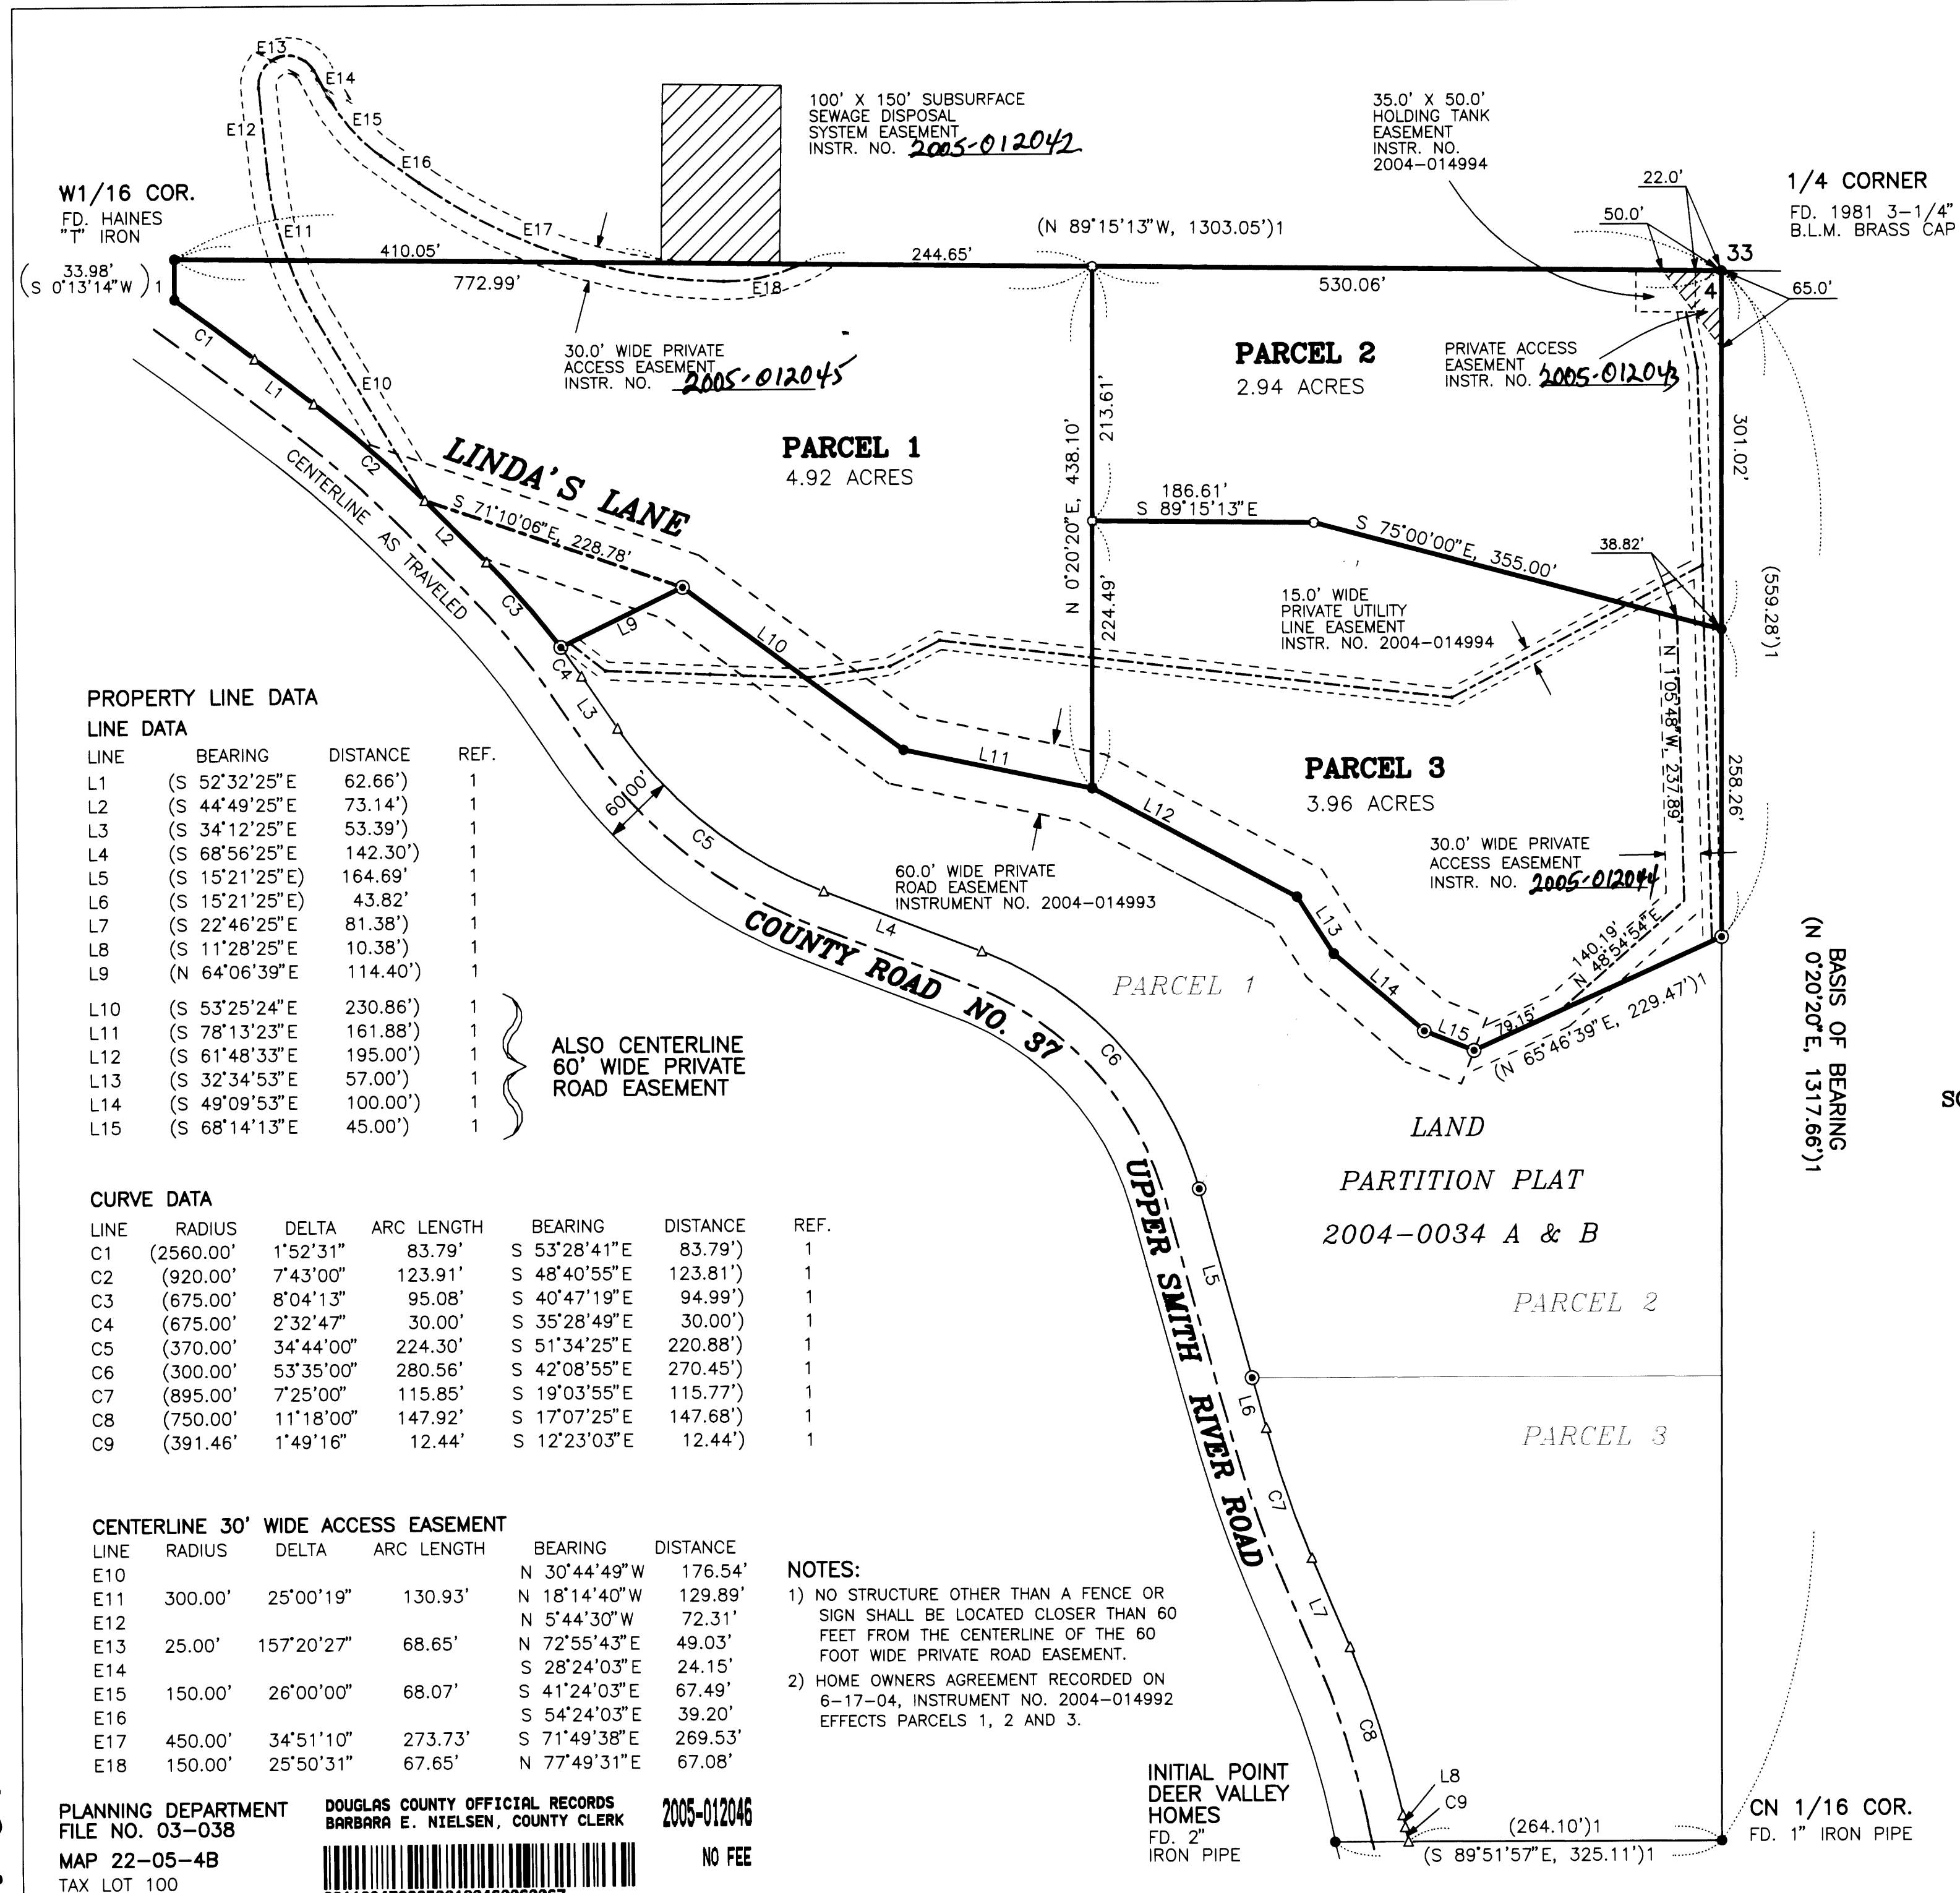 E13
E14
E15
E12
E16
E11
E17
E18
E10
100' X 150' SUBSURFACE
SEWAGE DISPOSAL
SYSTEM EASEMENT
INSTR. NO. 2005-012042
35.0' X 50.0'
HOLDING TANK
EASEMENT
INSTR. NO.
2004-014994
22.0'
50.0'
1/4 CORNER
FD. 1981 3-1/4"
B.L.M. BRASS CAP
W1/16 COR.
FD. HAINES
"T" IRON
33.98'
(S 0°13'14"W)1
410.05'
772.99'
244.65'
(N 89°15'13"W, 1303.05')1
530.06'
33
4
65.0'
30.0' WIDE PRIVATE
ACCESS EASEMENT
INSTR. NO. 2005-012045
PARCEL 2
2.94 ACRES
PRIVATE ACCESS
EASEMENT
INSTR. NO. 2005-012043
C1
L1
C2
L2
C3
C4
L3
L9
L10
CENTERLINE AS TRAVELED
LINDA'S LANE
S 71°10'06"E, 228.78'
PARCEL 1
4.92 ACRES
213.61'
N 0°20'20"E, 438.10'
224.49'
186.61'
S 89°15'13"E
S 75°00'00"E, 355.00'
38.82'
301.02'
(559.28')1
258.26'
15.0' WIDE
PRIVATE UTILITY
LINE EASEMENT
INSTR. NO. 2004-014994
N 1°05'48"W, 237.89'
PARCEL 3
3.96 ACRES
L11
L12
L13
L14
L15
30.0' WIDE PRIVATE
ACCESS EASEMENT
INSTR. NO. 2005-012044
140.19'
N 48°54'54"E
79.15'
(N 65°46'39"E, 229.47')1
60.00'
C5
L4
60.0' WIDE PRIVATE
ROAD EASEMENT
INSTRUMENT NO. 2004-014993
COUNTY ROAD NO. 37
PARCEL 1
C6
BASIS OF BEARING
(N 0°20'20"E, 1317.66')1
LAND
PARTITION PLAT
2004-0034 A & B
PARCEL 2
PARCEL 3
UPPER SMITH RIVER ROAD
L5
L6
C7
L7
C8
L8
C9
PROPERTY LINE DATA
LINE DATA
LINE BEARING DISTANCE REF.
L1 (S 52°32'25"E 62.66') 1
L2 (S 44°49'25"E 73.14') 1
L3 (S 34°12'25"E 53.39') 1
L4 (S 68°56'25"E 142.30') 1
L5 (S 15°21'25"E) 164.69' 1
L6 (S 15°21'25"E) 43.82' 1
L7 (S 22°46'25"E 81.38') 1
L8 (S 11°28'25"E 10.38') 1
L9 (N 64°06'39"E 114.40') 1
L10 (S 53°25'24"E 230.86') 1
L11 (S 78°13'23"E 161.88') 1
L12 (S 61°48'33"E 195.00') 1
L13 (S 32°34'53"E 57.00') 1
L14 (S 49°09'53"E 100.00') 1
L15 (S 68°14'13"E 45.00') 1
ALSO CENTERLINE
60' WIDE PRIVATE
ROAD EASEMENT
CURVE DATA
LINE RADIUS DELTA ARC LENGTH BEARING DISTANCE REF.
C1 (2560.00' 1°52'31" 83.79' S 53°28'41"E 83.79') 1
C2 (920.00' 7°43'00" 123.91' S 48°40'55"E 123.81') 1
C3 (675.00' 8°04'13" 95.08' S 40°47'19"E 94.99') 1
C4 (675.00' 2°32'47" 30.00' S 35°28'49"E 30.00') 1
C5 (370.00' 34°44'00" 224.30' S 51°34'25"E 220.88') 1
C6 (300.00' 53°35'00" 280.56' S 42°08'55"E 270.45') 1
C7 (895.00' 7°25'00" 115.85' S 19°03'55"E 115.77') 1
C8 (750.00' 11°18'00" 147.92' S 17°07'25"E 147.68') 1
C9 (391.46' 1°49'16" 12.44' S 12°23'03"E 12.44') 1
CENTERLINE 30' WIDE ACCESS EASEMENT
LINE RADIUS DELTA ARC LENGTH BEARING DISTANCE
E10 N 30°44'49"W 176.54'
E11 300.00' 25°00'19" 130.93' N 18°14'40"W 129.89'
E12 N 5°44'30"W 72.31'
E13 25.00' 157°20'27" 68.65' N 72°55'43"E 49.03'
E14 S 28°24'03"E 24.15'
E15 150.00' 26°00'00" 68.07' S 41°24'03"E 67.49'
E16 S 54°24'03"E 39.20'
E17 450.00' 34°51'10" 273.73' S 71°49'38"E 269.53'
E18 150.00' 25°50'31" 67.65' N 77°49'31"E 67.08'
NOTES:
1) NO STRUCTURE OTHER THAN A FENCE OR
SIGN SHALL BE LOCATED CLOSER THAN 60
FEET FROM THE CENTERLINE OF THE 60
FOOT WIDE PRIVATE ROAD EASEMENT.
2) HOME OWNERS AGREEMENT RECORDED ON
6-17-04, INSTRUMENT NO. 2004-014992
EFFECTS PARCELS 1, 2 AND 3.
INITIAL POINT
DEER VALLEY
HOMES
FD. 2"
IRON PIPE
(264.10')1
(S 89°51'57"E, 325.11')1
CN 1/16 COR.
FD. 1" IRON PIPE
PLANNING DEPARTMENT
FILE NO. 03-038
MAP 22-05-4B
TAX LOT 100
DOUGLAS COUNTY OFFICIAL RECORDS
BARBARA E. NIELSEN, COUNTY CLERK
2005-012046
NO FEE